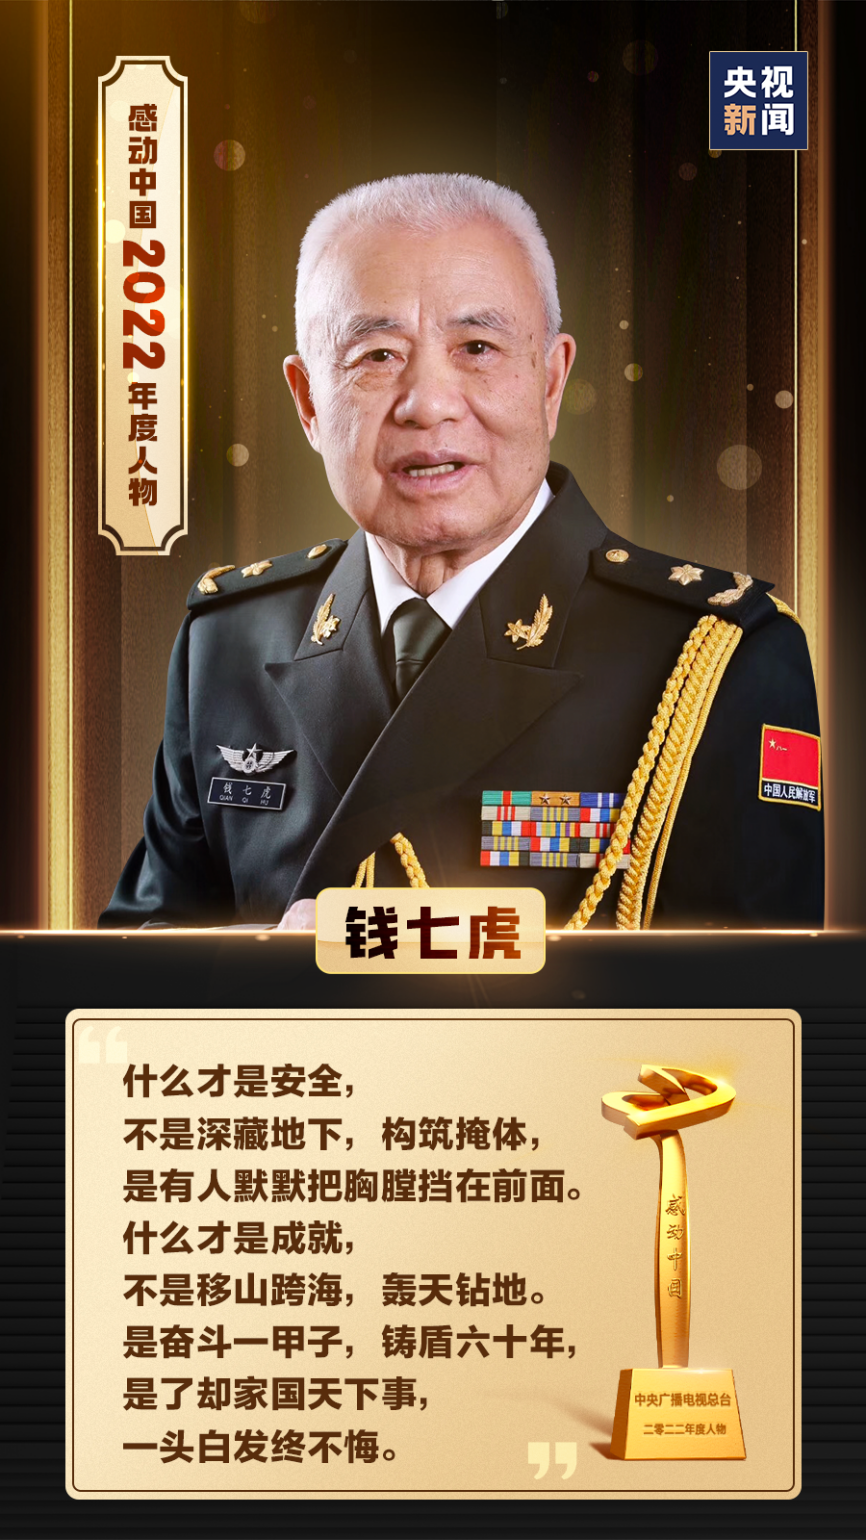 感动中国2022年度人物
央视
新闻
钱七虎
QIAN QI HU
中国人民解放军
钱七虎
什么才是安全，
不是深藏地下，构筑掩体，
是有人默默把胸膛挡在前面。
什么才是成就，
不是移山跨海，轰天钻地。
是奋斗一甲子，铸盾六十年，
是了却家国天下事，
一头白发终不悔。
感动中国
中央广播电视总台
二零二二年度人物